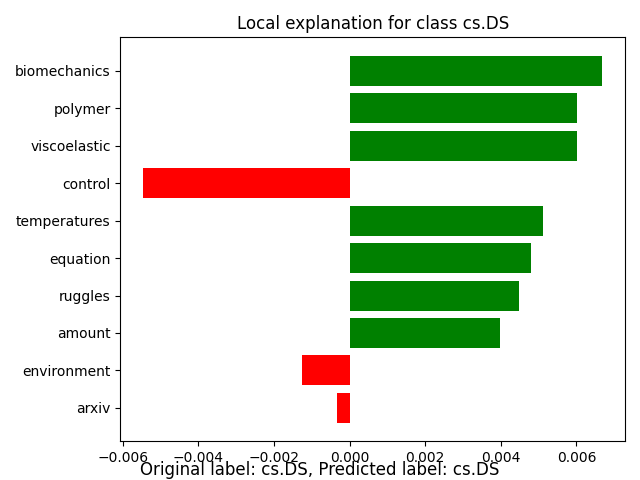 Local explanation for class cs.DS
biomechanics
polymer
viscoelastic
control
temperatures
equation
ruggles
amount
environment
arxiv
−0.006 −0.004 −0.002 0.000 0.002 0.004 0.006
Original label: cs.DS, Predicted label: cs.DS